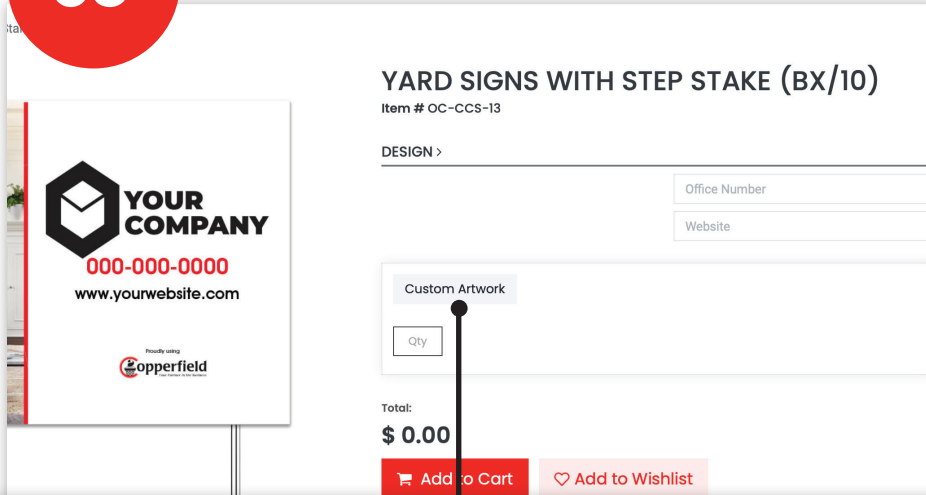 YARD SIGNS WITH STEP STAKE (BX/10)
Item # OC-CCS-13
DESIGN >
Office Number
Website
YOUR
COMPANY
000-000-0000
www.yourwebsite.com
Proudly using
Copperfield
Custom Artwork
Qty
Total:
$ 0.00
Add to Cart
Add to Wishlist